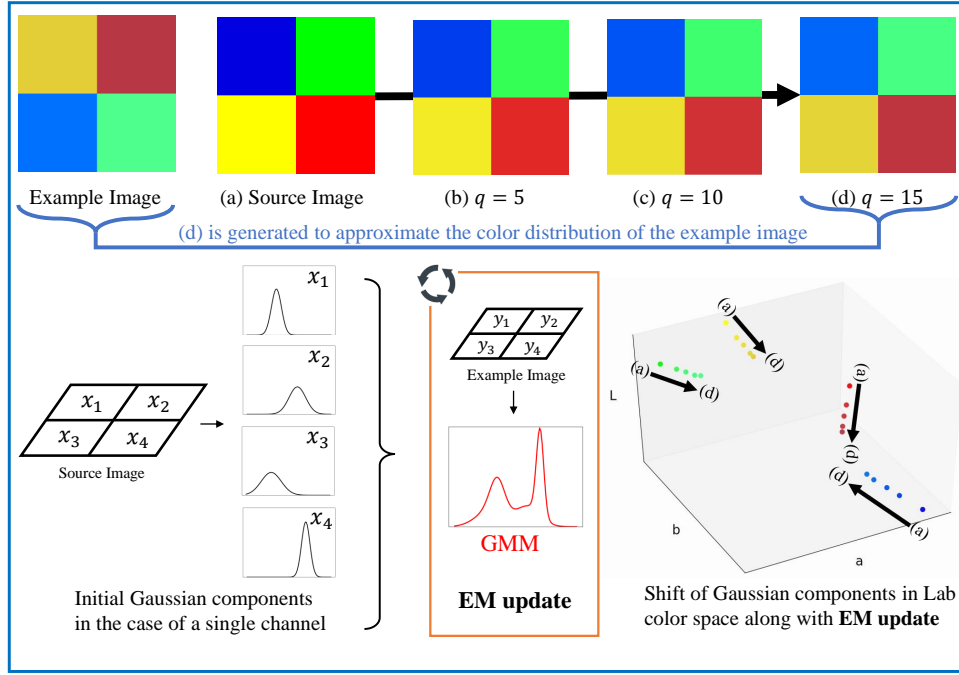 Example Image
(a) Source Image
(b) q = 5
(c) q = 10
(d) q = 15
(d) is generated to approximate the color distribution of the example image
x₁
x₂
x₃
x₄
Source Image
x₁
x₂
x₃
x₄
Initial Gaussian components
in the case of a single channel
y₁
y₂
y₃
y₄
Example Image
GMM
EM update
(a)
(d)
(a)
(d)
(a)
(d)
(d)
(a)
L
b
a
Shift of Gaussian components in Lab
color space along with EM update